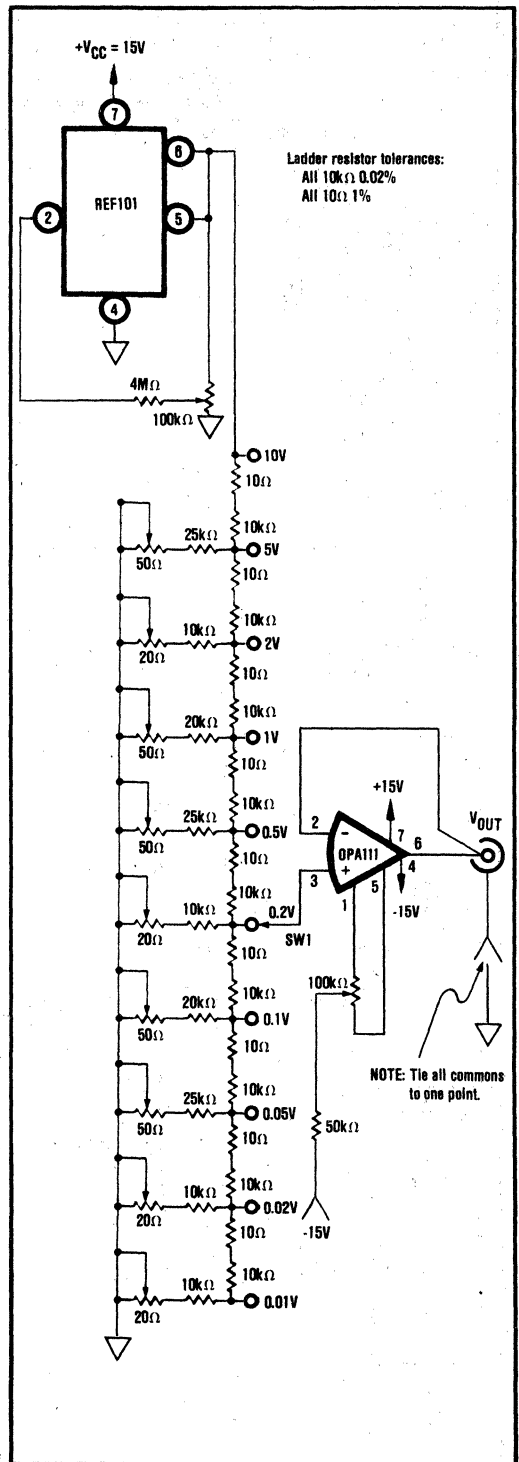 +VCC = 15V
7
6
REF101
2
5
4
Ladder resistor tolerances:
All 10kΩ 0.02%
All 10Ω 1%
4MΩ
100kΩ
10V
10Ω
10kΩ
25kΩ
5V
50Ω
10Ω
10kΩ
10kΩ
2V
20Ω
10Ω
10kΩ
20kΩ
1V
50Ω
10Ω
10kΩ
25kΩ
0.5V
50Ω
10Ω
10kΩ
10kΩ
0.2V
20Ω
SW1
10Ω
10kΩ
20kΩ
0.1V
50Ω
10Ω
10kΩ
25kΩ
0.05V
50Ω
10Ω
10kΩ
10kΩ
0.02V
20Ω
10Ω
10kΩ
10kΩ
0.01V
20Ω
+15V
VOUT
2
-
7
6
OPA111
+
4
3
5
1
-15V
100kΩ
NOTE: Tie all commons
to one point.
50kΩ
-15V